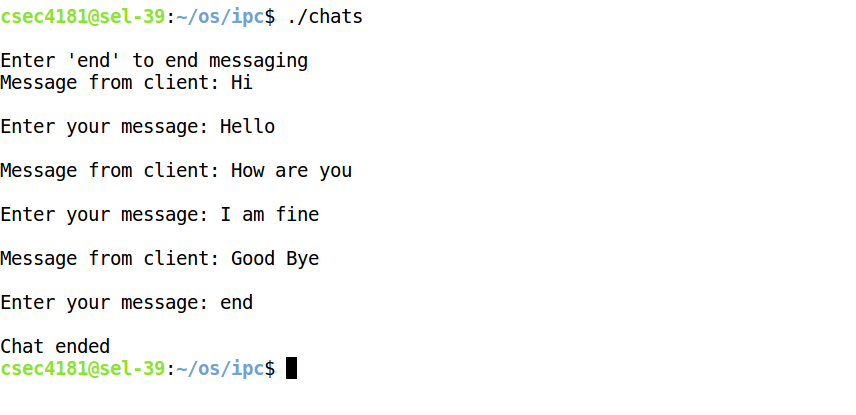 csec4181@sel-39:~/os/ipc$ ./chats
Enter 'end' to end messaging
Message from client: Hi
Enter your message: Hello
Message from client: How are you
Enter your message: I am fine
Message from client: Good Bye
Enter your message: end
Chat ended
csec4181@sel-39:~/os/ipc$